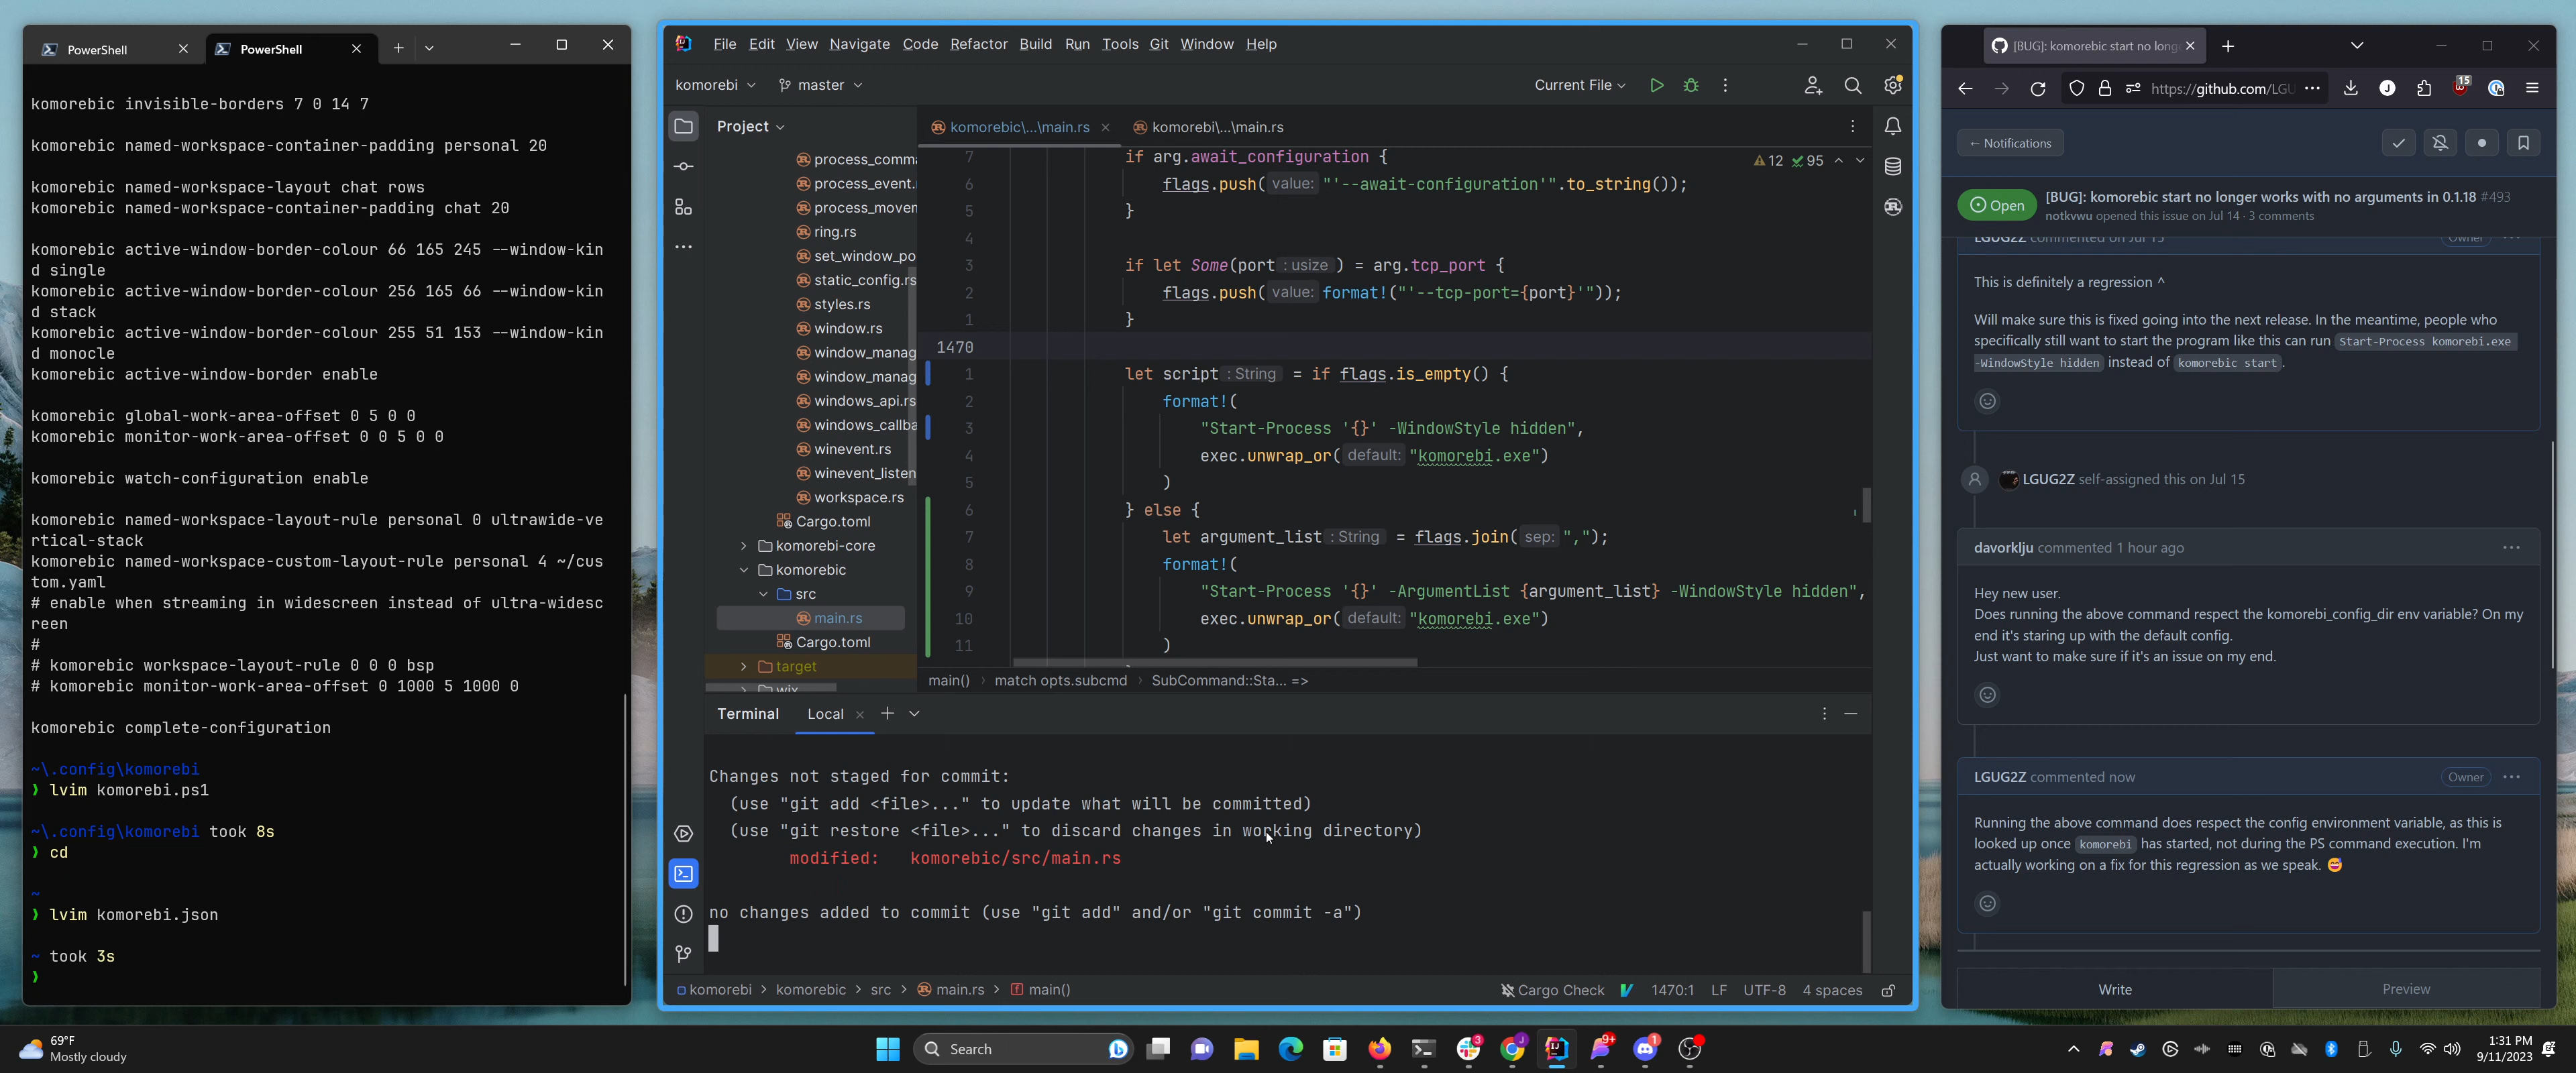 PowerShell
PowerShell
komorebic invisible-borders 7 0 14 7
komorebic named-workspace-container-padding personal 20
komorebic named-workspace-layout chat rows
komorebic named-workspace-container-padding chat 20
komorebic active-window-border-colour 66 165 245 --window-kin
d single
komorebic active-window-border-colour 256 165 66 --window-kin
d stack
komorebic active-window-border-colour 255 51 153 --window-kin
d monocle
komorebic active-window-border enable
komorebic global-work-area-offset 0 5 0 0
komorebic monitor-work-area-offset 0 0 5 0 0
komorebic watch-configuration enable
komorebic named-workspace-layout-rule personal 0 ultrawide-ve
rtical-stack
komorebic named-workspace-custom-layout-rule personal 4 ~/cus
tom.yaml
# enable when streaming in widescreen instead of ultra-widesc
reen
#
# komorebic workspace-layout-rule 0 0 0 bsp
# komorebic monitor-work-area-offset 0 1000 5 1000 0
komorebic complete-configuration
~\.config\komorebi
❯ lvim komorebi.ps1
~\.config\komorebi took 8s
❯ cd
~
❯ lvim komorebi.json
~ took 3s
❯
File Edit View Navigate Code Refactor Build Run Tools Git Window Help
komorebi master Current File
Project
process_comma
process_event.
process_movem
ring.rs
set_window_po
static_config.rs
styles.rs
window.rs
window_manag
window_manag
windows_api.rs
windows_callba
winevent.rs
winevent_listen
workspace.rs
Cargo.toml
komorebi-core
komorebic
src
main.rs
Cargo.toml
target
wix
komorebic\...\main.rs komorebi\...\main.rs
12 95
7 if arg.await_configuration {
6 flags.push( value: "'--await-configuration'".to_string());
5 }
4
3 if let Some(port : usize ) = arg.tcp_port {
2 flags.push( value: format!("'--tcp-port={port}'"));
1 }
1470
1 let script : String = if flags.is_empty() {
2 format!(
3 "Start-Process '{}' -WindowStyle hidden",
4 exec.unwrap_or( default: "komorebi.exe")
5 )
6 } else {
7 let argument_list : String = flags.join( sep: ",");
8 format!(
9 "Start-Process '{}' -ArgumentList {argument_list} -WindowStyle hidden",
10 exec.unwrap_or( default: "komorebi.exe")
11 )
main() › match opts.subcmd › SubCommand::Sta... =>
Terminal Local
Changes not staged for commit:
(use "git add <file>..." to update what will be committed)
(use "git restore <file>..." to discard changes in working directory)
modified: komorebic/src/main.rs
no changes added to commit (use "git add" and/or "git commit -a")
komorebi › komorebic › src › main.rs › main()
Cargo Check 1470:1 LF UTF-8 4 spaces
[BUG]: komorebic start no long
https://github.com/LGU
15
← Notifications
Open
[BUG]: komorebic start no longer works with no arguments in 0.1.18 #493
notkvwu opened this issue on Jul 14 · 3 comments
LGUG2Z commented on Jul 15 Owner
This is definitely a regression ^
Will make sure this is fixed going into the next release. In the meantime, people who
specifically still want to start the program like this can run Start-Process komorebi.exe
-WindowStyle hidden instead of komorebic start.
LGUG2Z self-assigned this on Jul 15
davorklju commented 1 hour ago
Hey new user.
Does running the above command respect the komorebi_config_dir env variable? On my
end it's staring up with the default config.
Just want to make sure if it's an issue on my end.
LGUG2Z commented now Owner
Running the above command does respect the config environment variable, as this is
looked up once komorebi has started, not during the PS command execution. I'm
actually working on a fix for this regression as we speak. 😅
Write Preview
69°F
Mostly cloudy
Search
3
9+
1
1:31 PM
9/11/2023